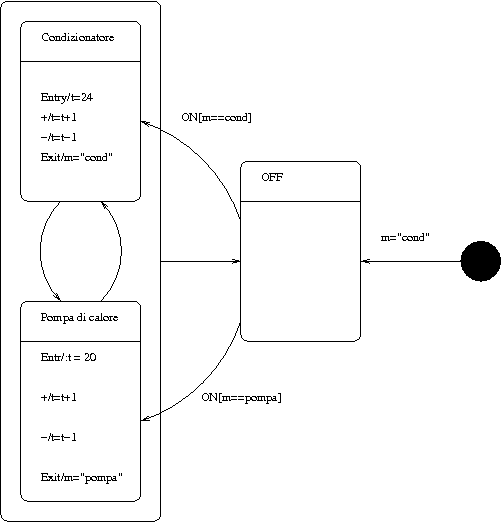 Condizionatore
Entry/t=24
+/t=t+1
−/t=t−1
Exit/m="cond"
ON[m==cond]
OFF
m="cond"
Pompa di calore
Entr/:t = 20
+/t=t+1
−/t=t−1
Exit/m="pompa"
ON[m==pompa]